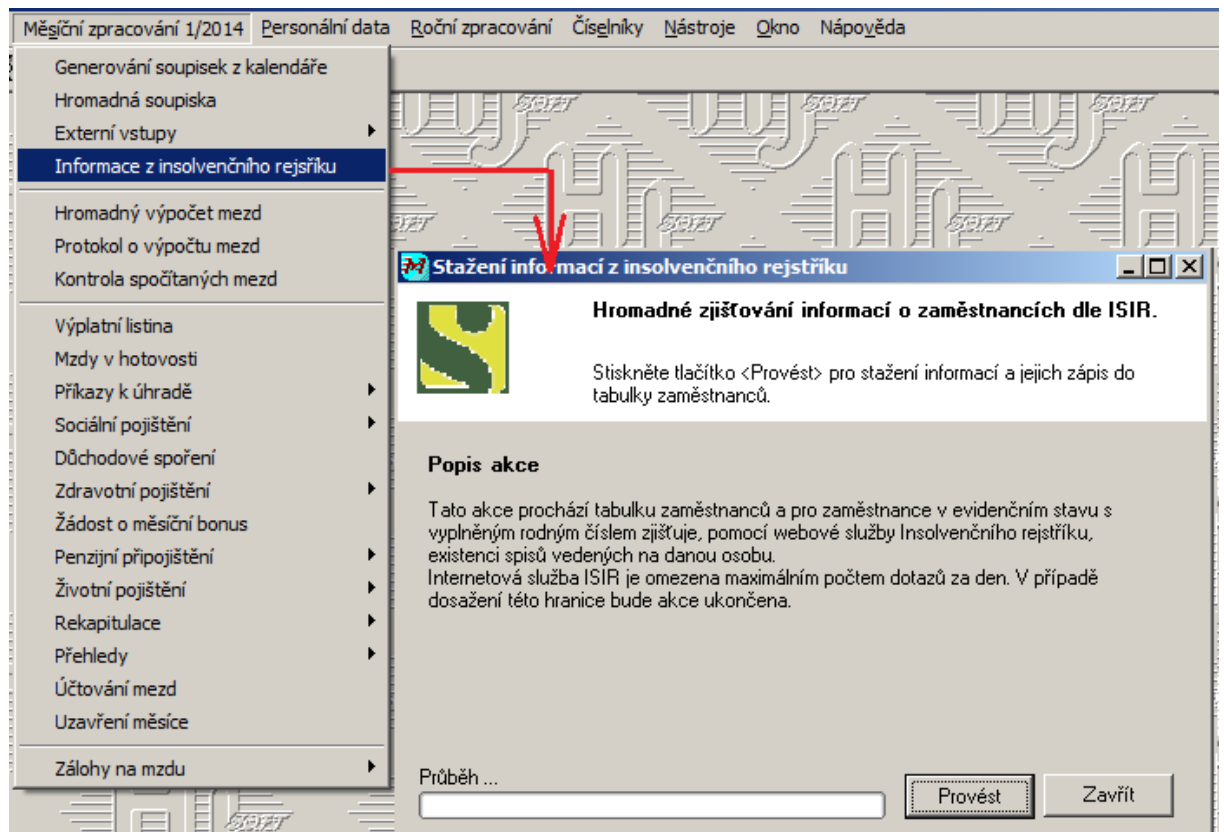 Měsíční zpracování 1/2014 Personální data Roční zpracování Číselníky Nástroje Okno Nápověda
Generování soupisek z kalendáře
Hromadná soupiska
Externí vstupy
Informace z insolvenčního rejsříku
Hromadný výpočet mezd
Protokol o výpočtu mezd
Kontrola spočítaných mezd
Výplatní listina
Mzdy v hotovosti
Příkazy k úhradě
Sociální pojištění
Důchodové spoření
Zdravotní pojištění
Žádost o měsíční bonus
Penzijní připojištění
Životní pojištění
Rekapitulace
Přehledy
Účtování mezd
Uzavření měsíce
Zálohy na mzdu
Stažení informací z insolvenčního rejstříku
Hromadné zjišťování informací o zaměstnancích dle ISIR.
Stiskněte tlačítko <Provést> pro stažení informací a jejich zápis do
tabulky zaměstnanců.
Popis akce
Tato akce prochází tabulku zaměstnanců a pro zaměstnance v evidenčním stavu s
vyplněným rodným číslem zjišťuje, pomocí webové služby Insolvenčního rejstříku,
existenci spisů vedených na danou osobu.
Internetová služba ISIR je omezena maximálním počtem dotazů za den. V případě
dosažení této hranice bude akce ukončena.
Průběh ...
Provést
Zavřít